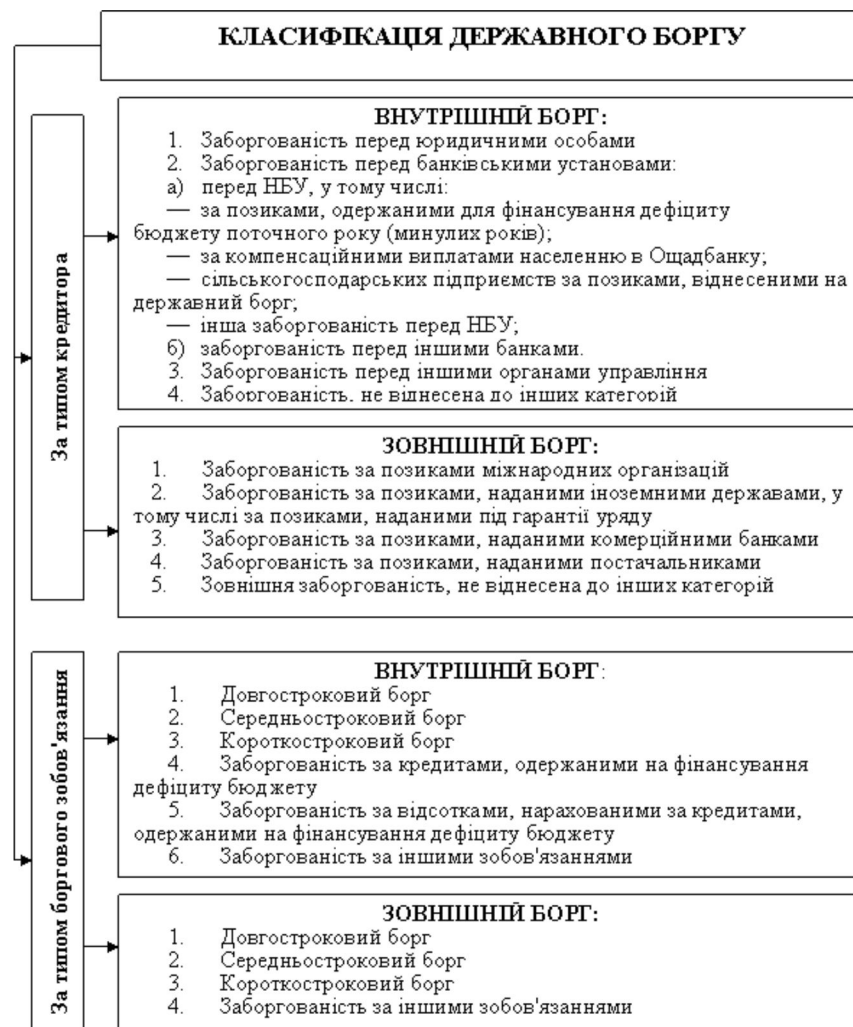 КЛАСИФІКАЦІЯ ДЕРЖАВНОГО БОРГУ
За типом кредитора
ВНУТРІШНІЙ БОРГ:
1. Заборгованість перед юридичними особами
2. Заборгованість перед банківськими установами:
а) перед НБУ, у тому числі:
— за позиками, одержаними для фінансування дефіциту
бюджету поточного року (минулих років);
— за компенсаційними виплатами населенню в Ощадбанку;
— сільськогосподарських підприємств за позиками, віднесеними на
державний борг;
— інша заборгованість перед НБУ;
б) заборгованість перед іншими банками.
3. Заборгованість перед іншими органами управління
4. Заборгованість, не віднесена до інших категорій
ЗОВНІШНІЙ БОРГ:
1. Заборгованість за позиками міжнародних організацій
2. Заборгованість за позиками, наданими іноземними державами, у
тому числі за позиками, наданими під гарантії уряду
3. Заборгованість за позиками, наданими комерційними банками
4. Заборгованість за позиками, наданими постачальниками
5. Зовнішня заборгованість, не віднесена до інших категорій
За типом боргового зобов'язання
ВНУТРІШНІЙ БОРГ:
1. Довгостроковий борг
2. Середньостроковий борг
3. Короткостроковий борг
4. Заборгованість за кредитами, одержаними на фінансування
дефіциту бюджету
5. Заборгованість за відсотками, нарахованими за кредитами,
одержаними на фінансування дефіциту бюджету
6. Заборгованість за іншими зобов'язаннями
ЗОВНІШНІЙ БОРГ:
1. Довгостроковий борг
2. Середньостроковий борг
3. Короткостроковий борг
4. Заборгованість за іншими зобов'язаннями